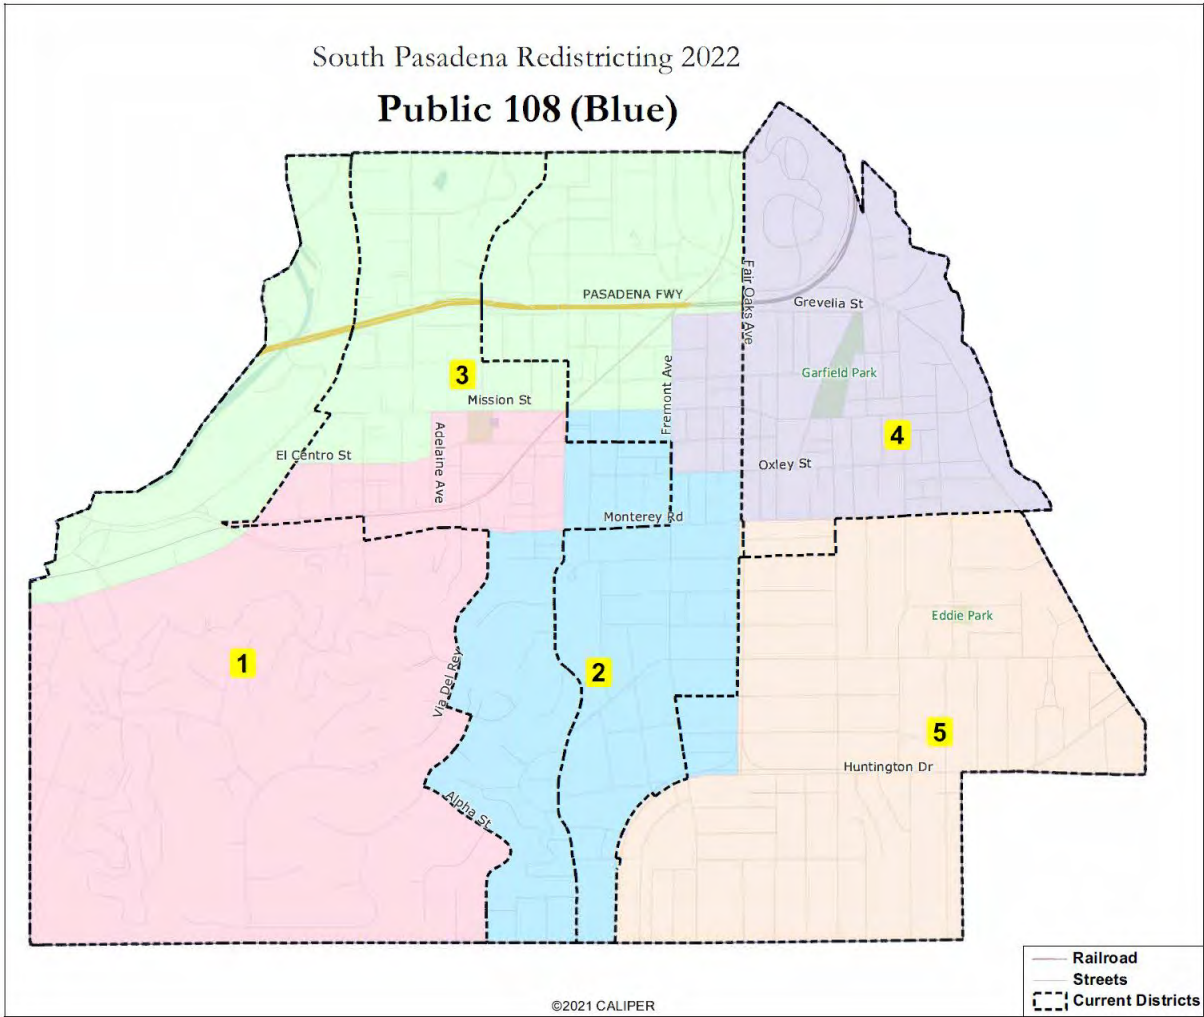 South Pasadena Redistricting 2022
Public 108 (Blue)
Fair Oaks Ave
PASADENA FWY
Grevelia St
Fremont Ave
Garfield Park
3
Mission St
Adelaine Ave
4
El Centro St
Oxley St
Monterey Rd
Eddie Park
1
Via Del Rey
2
5
Huntington Dr
Alpha St
Railroad
Streets
Current Districts
©2021 CALIPER